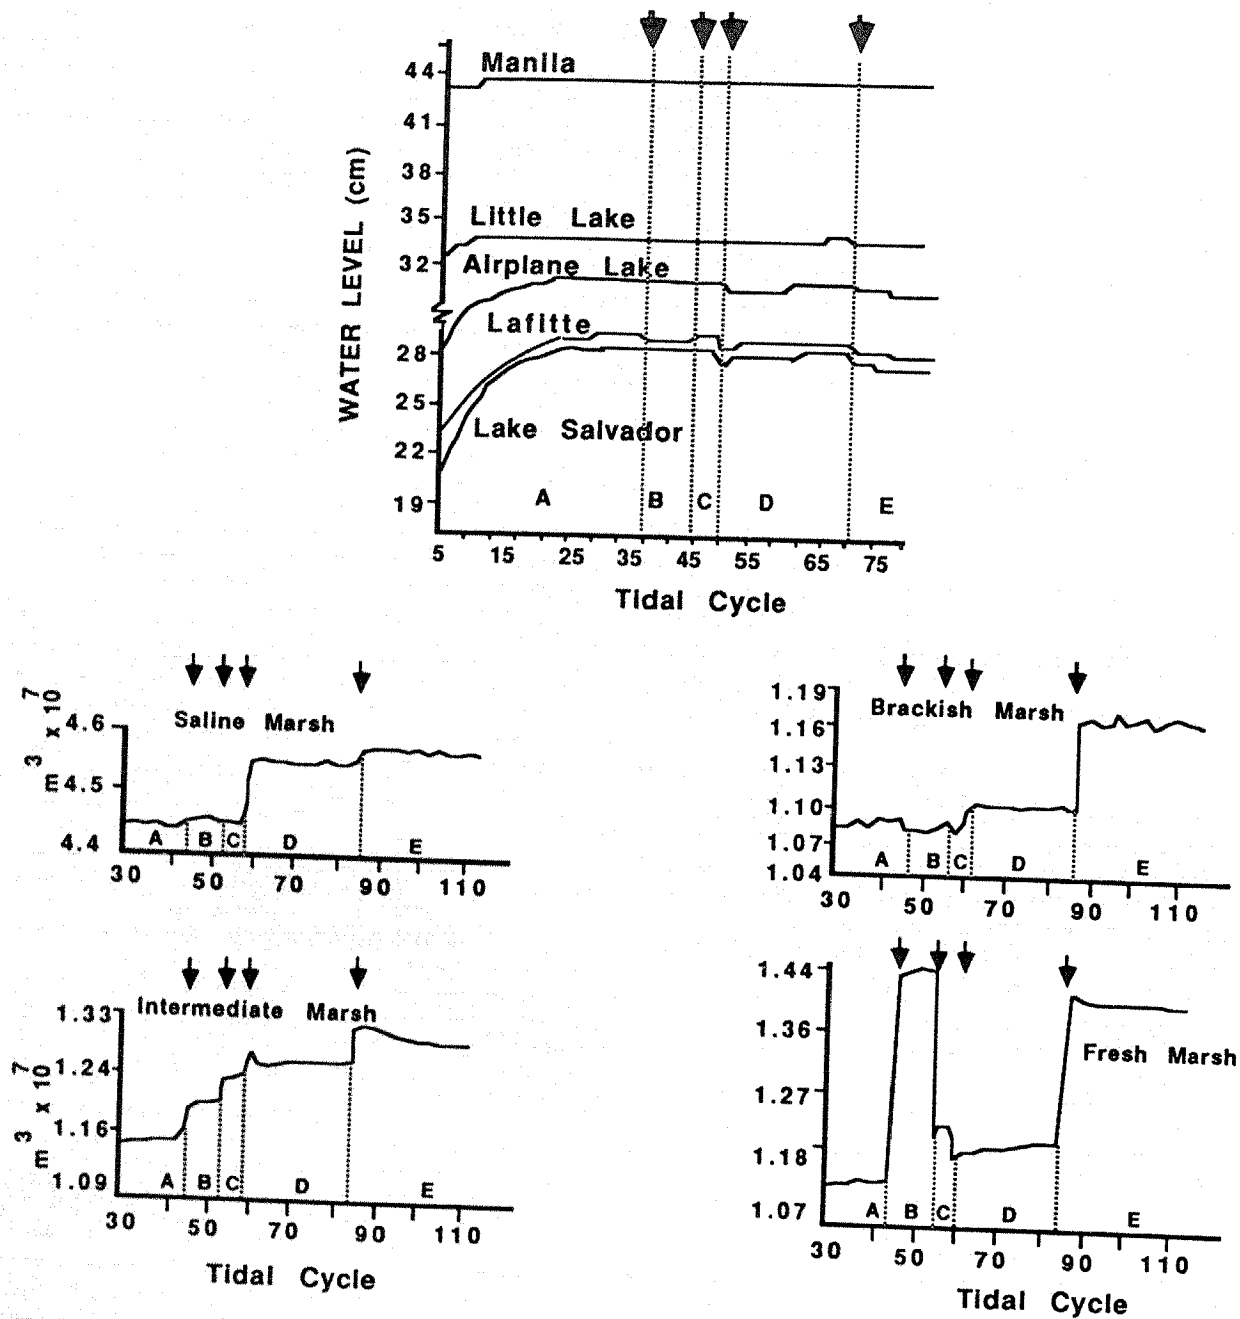 44
Manila
41
38
35
Little Lake
32
Airplane Lake
Lafitte
28
25
Lake Salvador
22
19
A B C D E
5 15 25 35 45 55 65 75
WATER LEVEL (cm)
Tidal Cycle
m3 x 107
Saline Marsh
4.6
4.5
4.4
A B C D E
30 50 70 90 110
Brackish Marsh
1.19
1.16
1.13
1.10
1.07
1.04
A B C D E
30 50 70 90 110
m3 x 107
Intermediate Marsh
1.33
1.24
1.16
1.09
A B C D E
30 50 70 90 110
Tidal Cycle
1.44
1.36
Fresh Marsh
1.27
1.18
1.07
A B C D E
30 50 70 90 110
Tidal Cycle